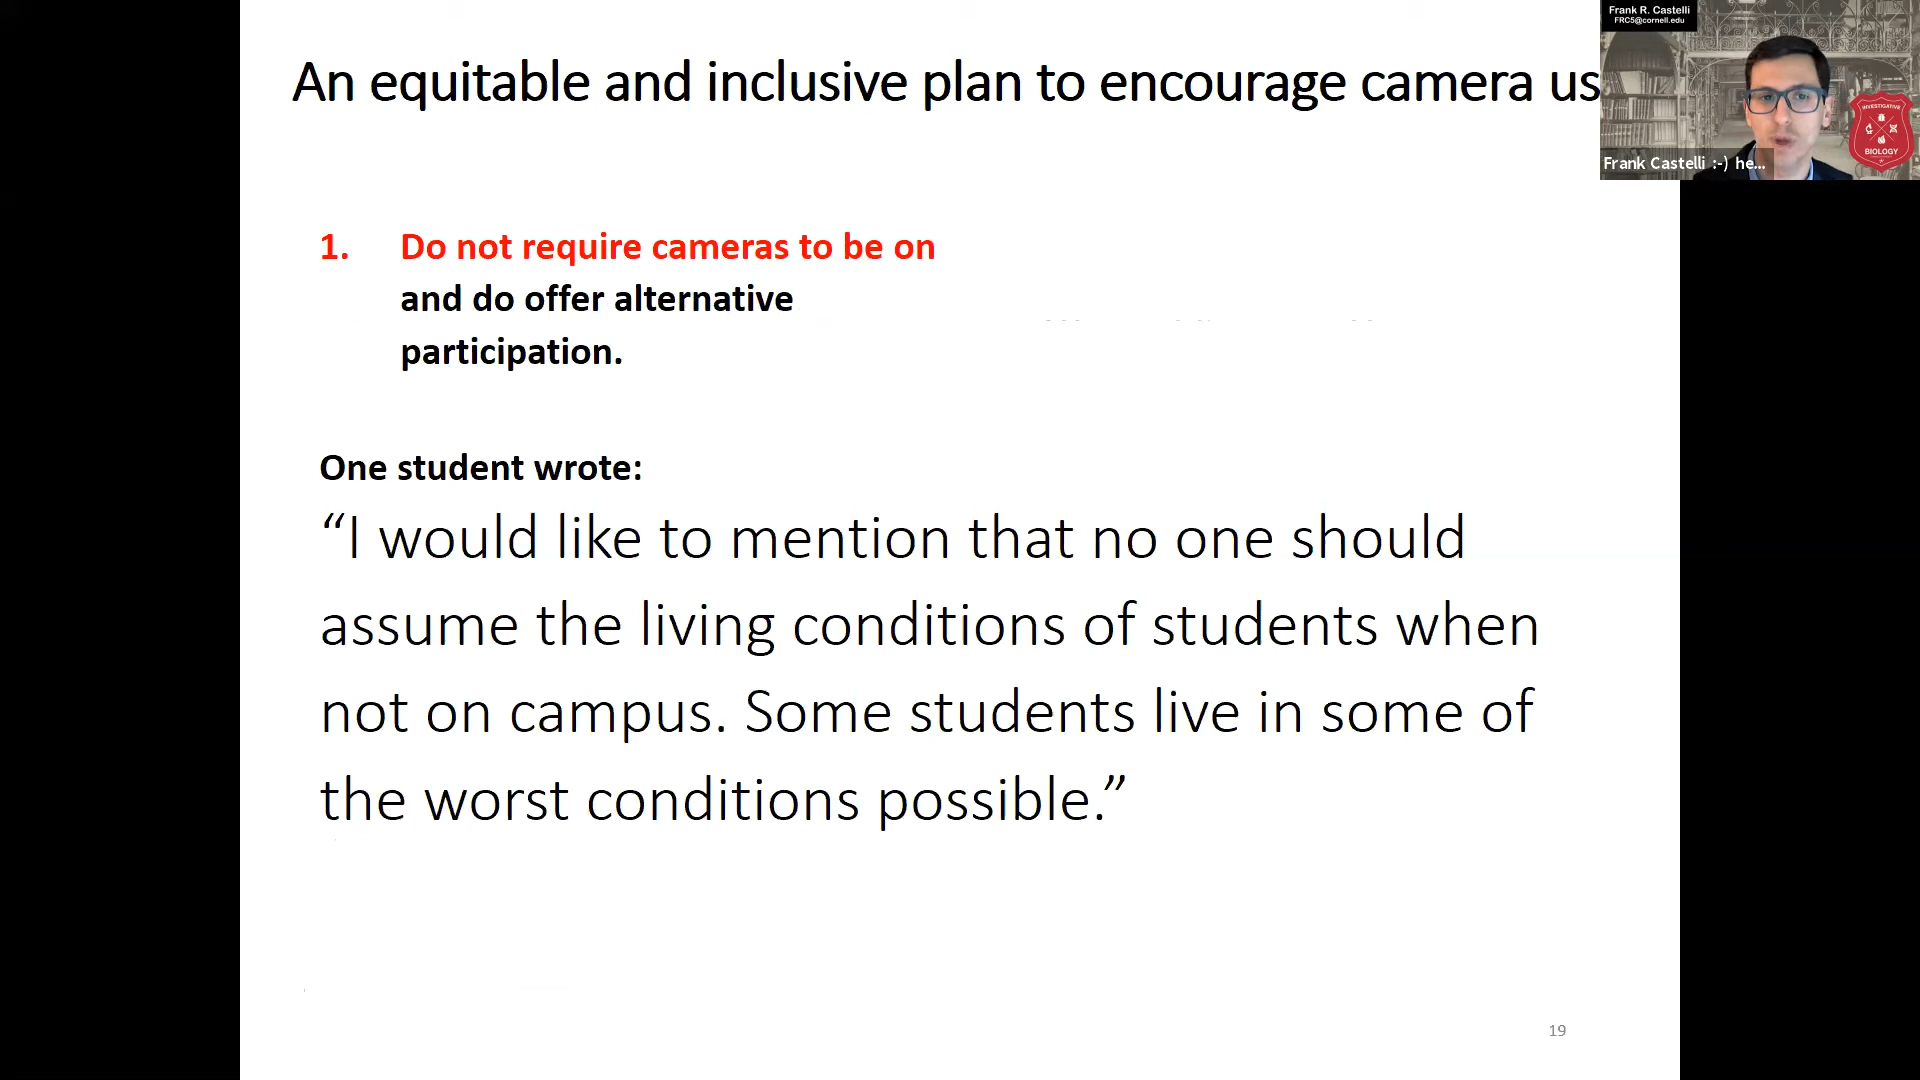 An equitable and inclusive plan to encourage camera us
Frank R. Castelli
FRC5@cornell.edu
INVESTIGATIVE
BIOLOGY
Frank Castelli :-) he...
1. Do not require cameras to be on
and do offer alternative
participation.
One student wrote:
“I would like to mention that no one should
assume the living conditions of students when
not on campus. Some students live in some of
the worst conditions possible.”
19